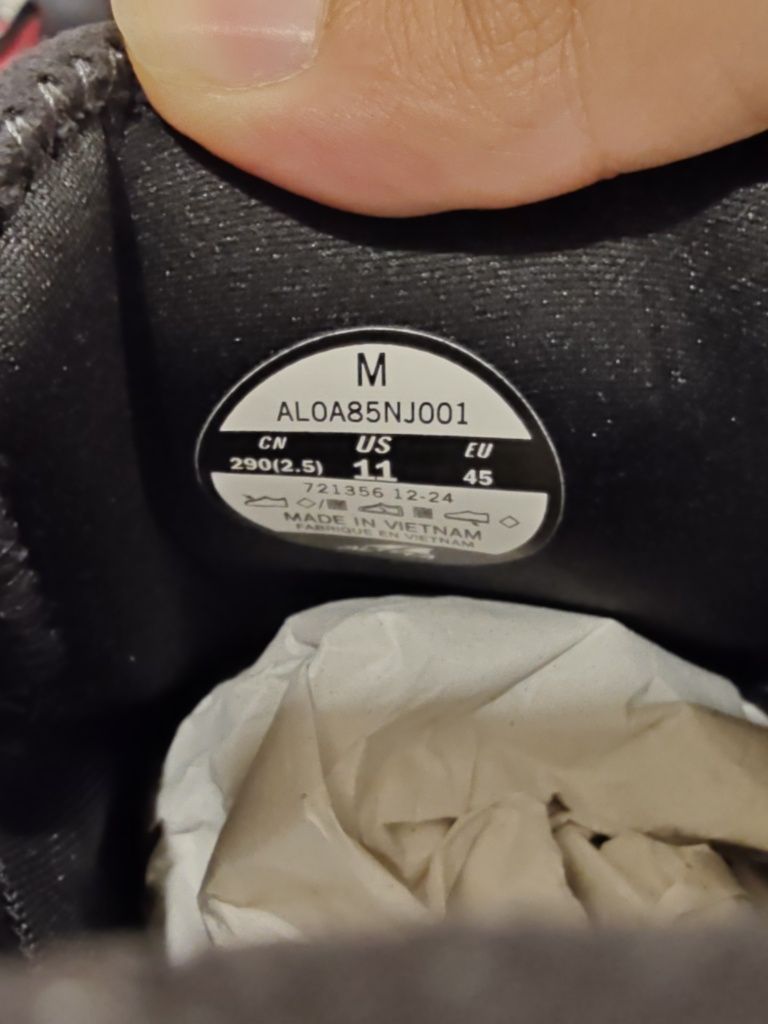 M
AL0A85NJ001
CN US EU
290(2.5) 11 45
721356 12-24
MADE IN VIETNAM
FABRIQUE EN VIETNAM